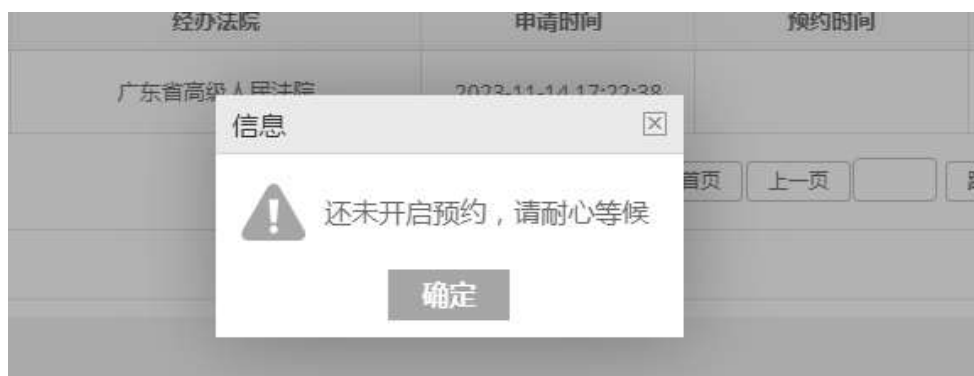 经办法院 申请时间 预约时间
广东省高级人民法院 2023-11-14 17:22:38
信息
首页 上一页
还未开启预约，请耐心等候
确定